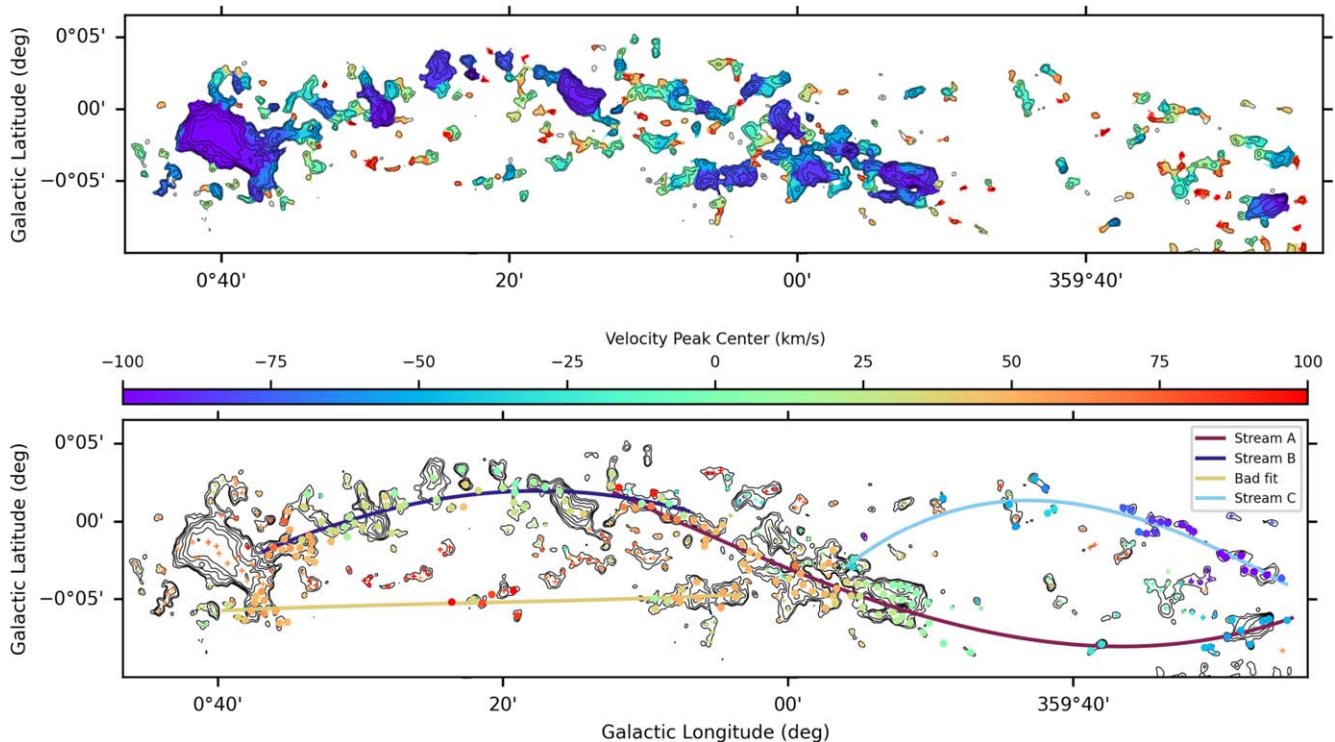 Galactic Latitude (deg)
0°05'
00'
−0°05'
0°40'
20'
00'
359°40'
Velocity Peak Center (km/s)
−100
−75
−50
−25
0
25
50
75
100
Galactic Latitude (deg)
0°05'
00'
−0°05'
Stream A
Stream B
Bad fit
Stream C
0°40'
20'
00'
359°40'
Galactic Longitude (deg)